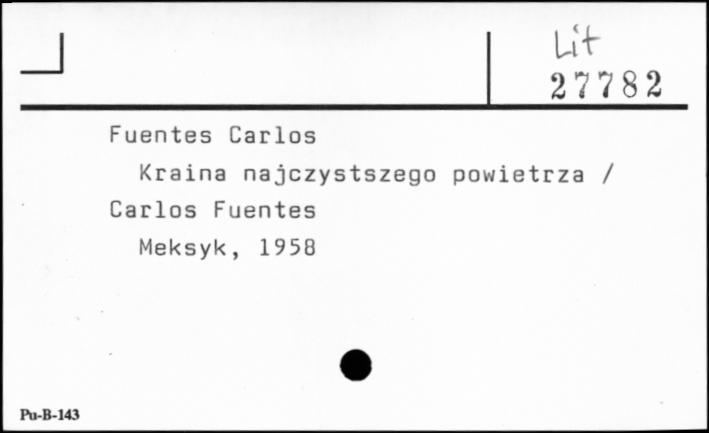 Lit
27782
Fuentes Carlos
Kraina najczystszego powietrza /
Carlos Fuentes
Meksyk, 1958
Pu-B-143